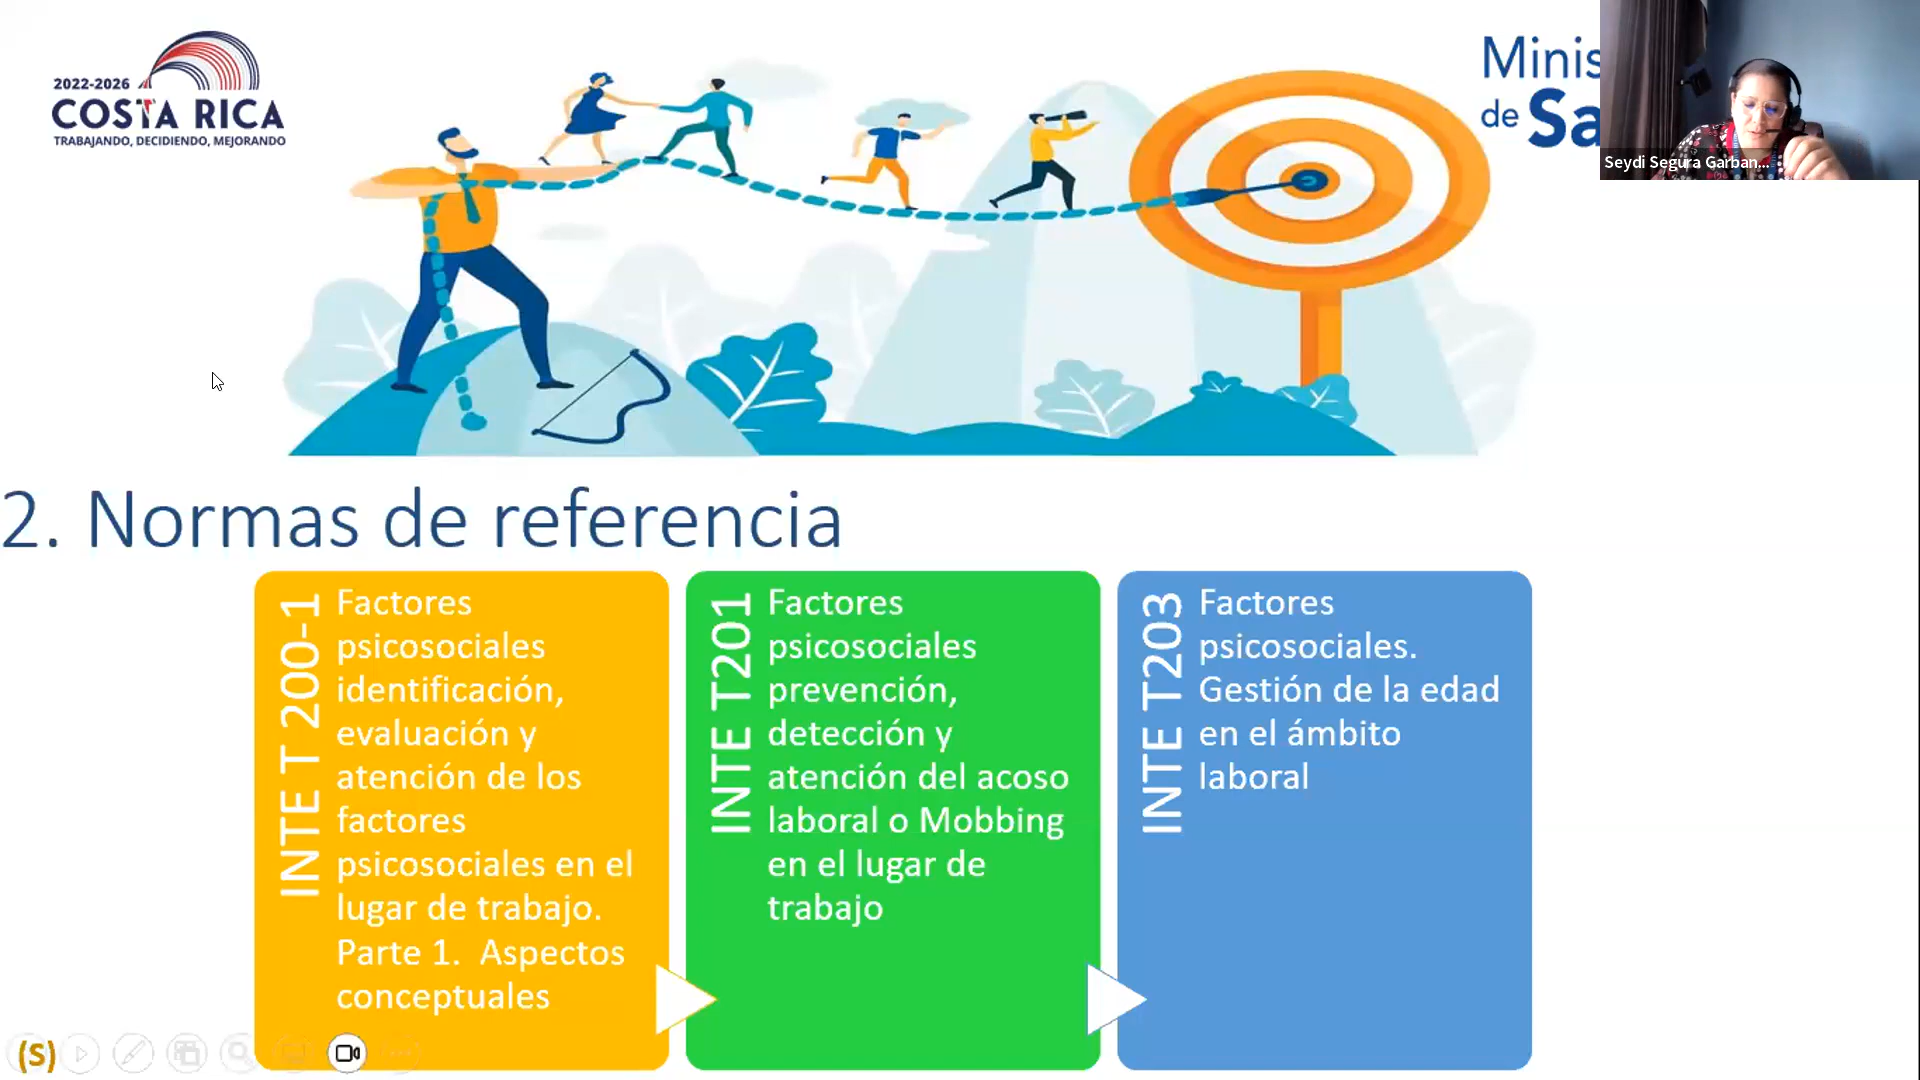 2022-2026
COSTA RICA
TRABAJANDO, DECIDIENDO, MEJORANDO
Minis
de Sa
Seydi Segura Garban...
2. Normas de referencia
INTE T 200-1
Factores
psicosociales
identificación,
evaluación y
atención de los
factores
psicosociales en el
lugar de trabajo.
Parte 1.  Aspectos
conceptuales
INTE T201
Factores
psicosociales
prevención,
detección y
atención del acoso
laboral o Mobbing
en el lugar de
trabajo
INTE T203
Factores
psicosociales.
Gestión de la edad
en el ámbito
laboral
(S)